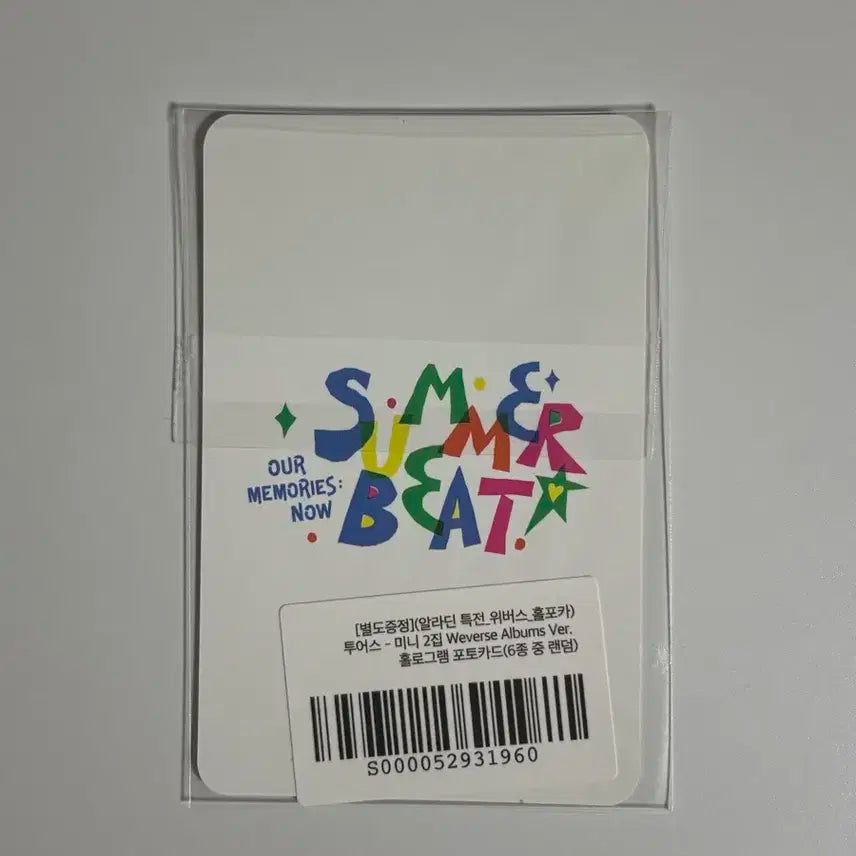 SUMMER
BEAT
OUR
MEMORIES:
NOW
[별도증정](알라딘 특전_위버스_홀포카)
투어스 - 미니 2집 Weverse Albums Ver.
홀로그램 포토카드(6종 중 랜덤)
S000052931960